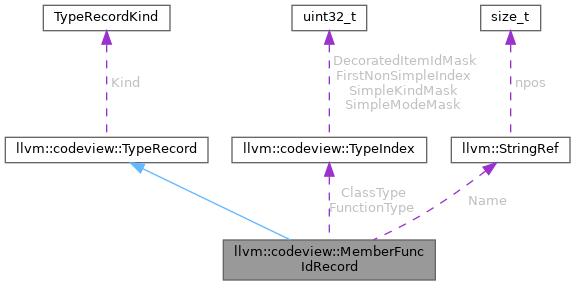 TypeRecordKind
uint32_t
size_t
DecoratedItemIdMask
FirstNonSimpleIndex
SimpleKindMask
SimpleModeMask
Kind
npos
llvm::codeview::TypeRecord
llvm::codeview::TypeIndex
llvm::StringRef
ClassType
FunctionType
Name
llvm::codeview::MemberFunc
IdRecord